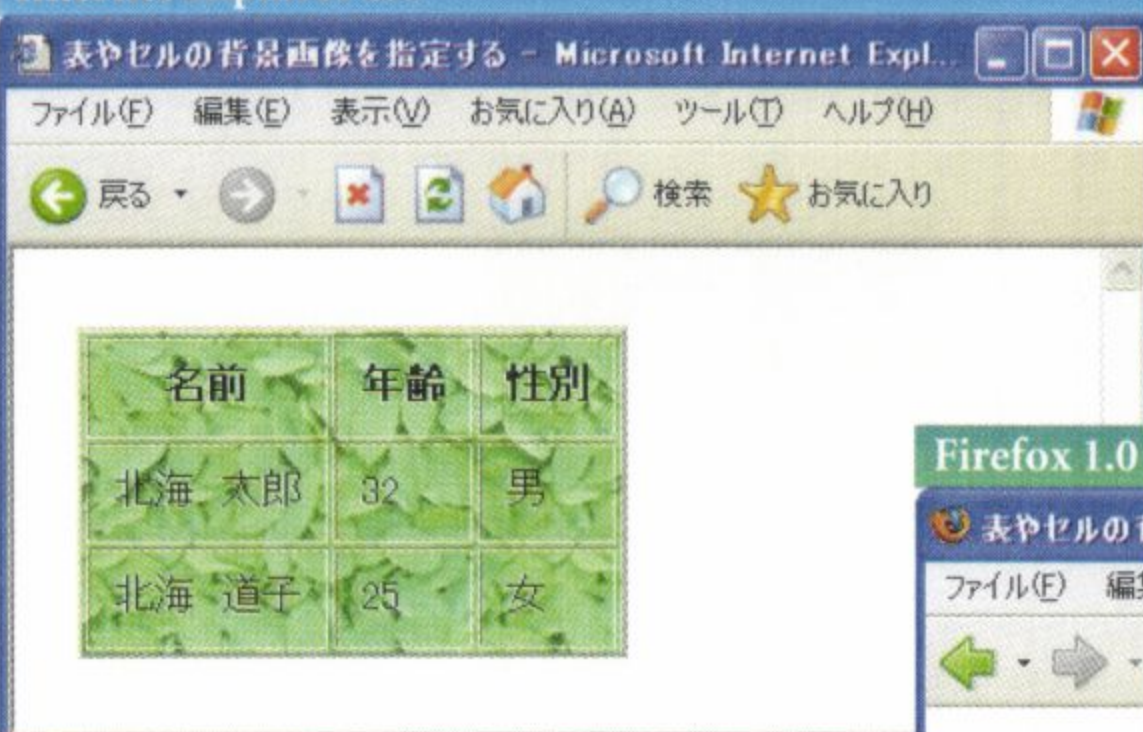 表やセルの背景画像を指定する - Microsoft Internet Expl...
ファイル(F) 編集(E) 表示(V) お気に入り(A) ツール(T) ヘルプ(H)
戻る 検索 お気に入り
名前 年齢 性別
北海 太郎 32 男
北海 道子 25 女
Firefox 1.0
表やセルの
ファイル(F) 編